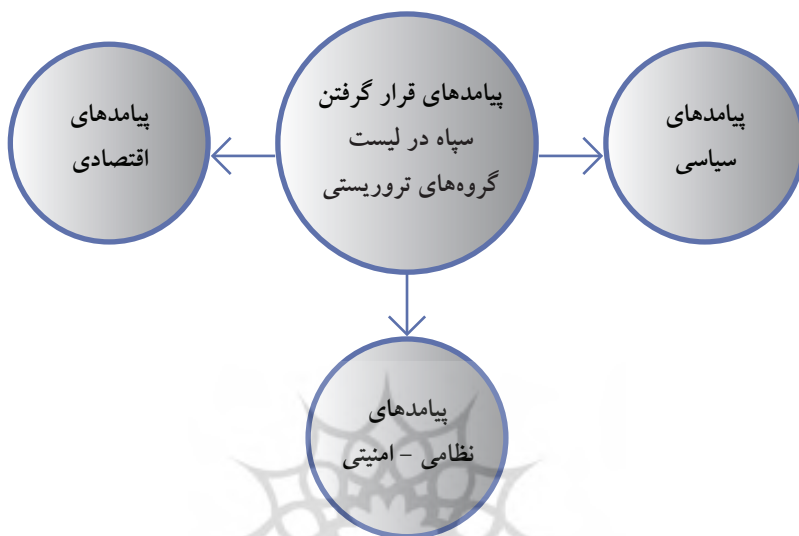 پیامدهای قرار گرفتن
سپاه در لیست
گروه‌های تروریستی
پیامدهای
سیاسی
پیامدهای
اقتصادی
پیامدهای
نظامی - امنیتی